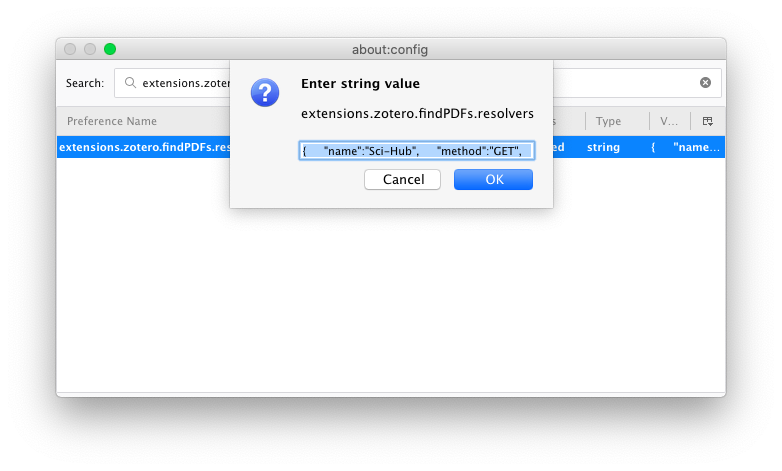 about:config
Search: extensions.zoter
Enter string value
extensions.zotero.findPDFs.resolvers
Preference Name s Type V...
extensions.zotero.findPDFs.res ed string { "name...
{ "name":"Sci-Hub", "method":"GET",
Cancel OK